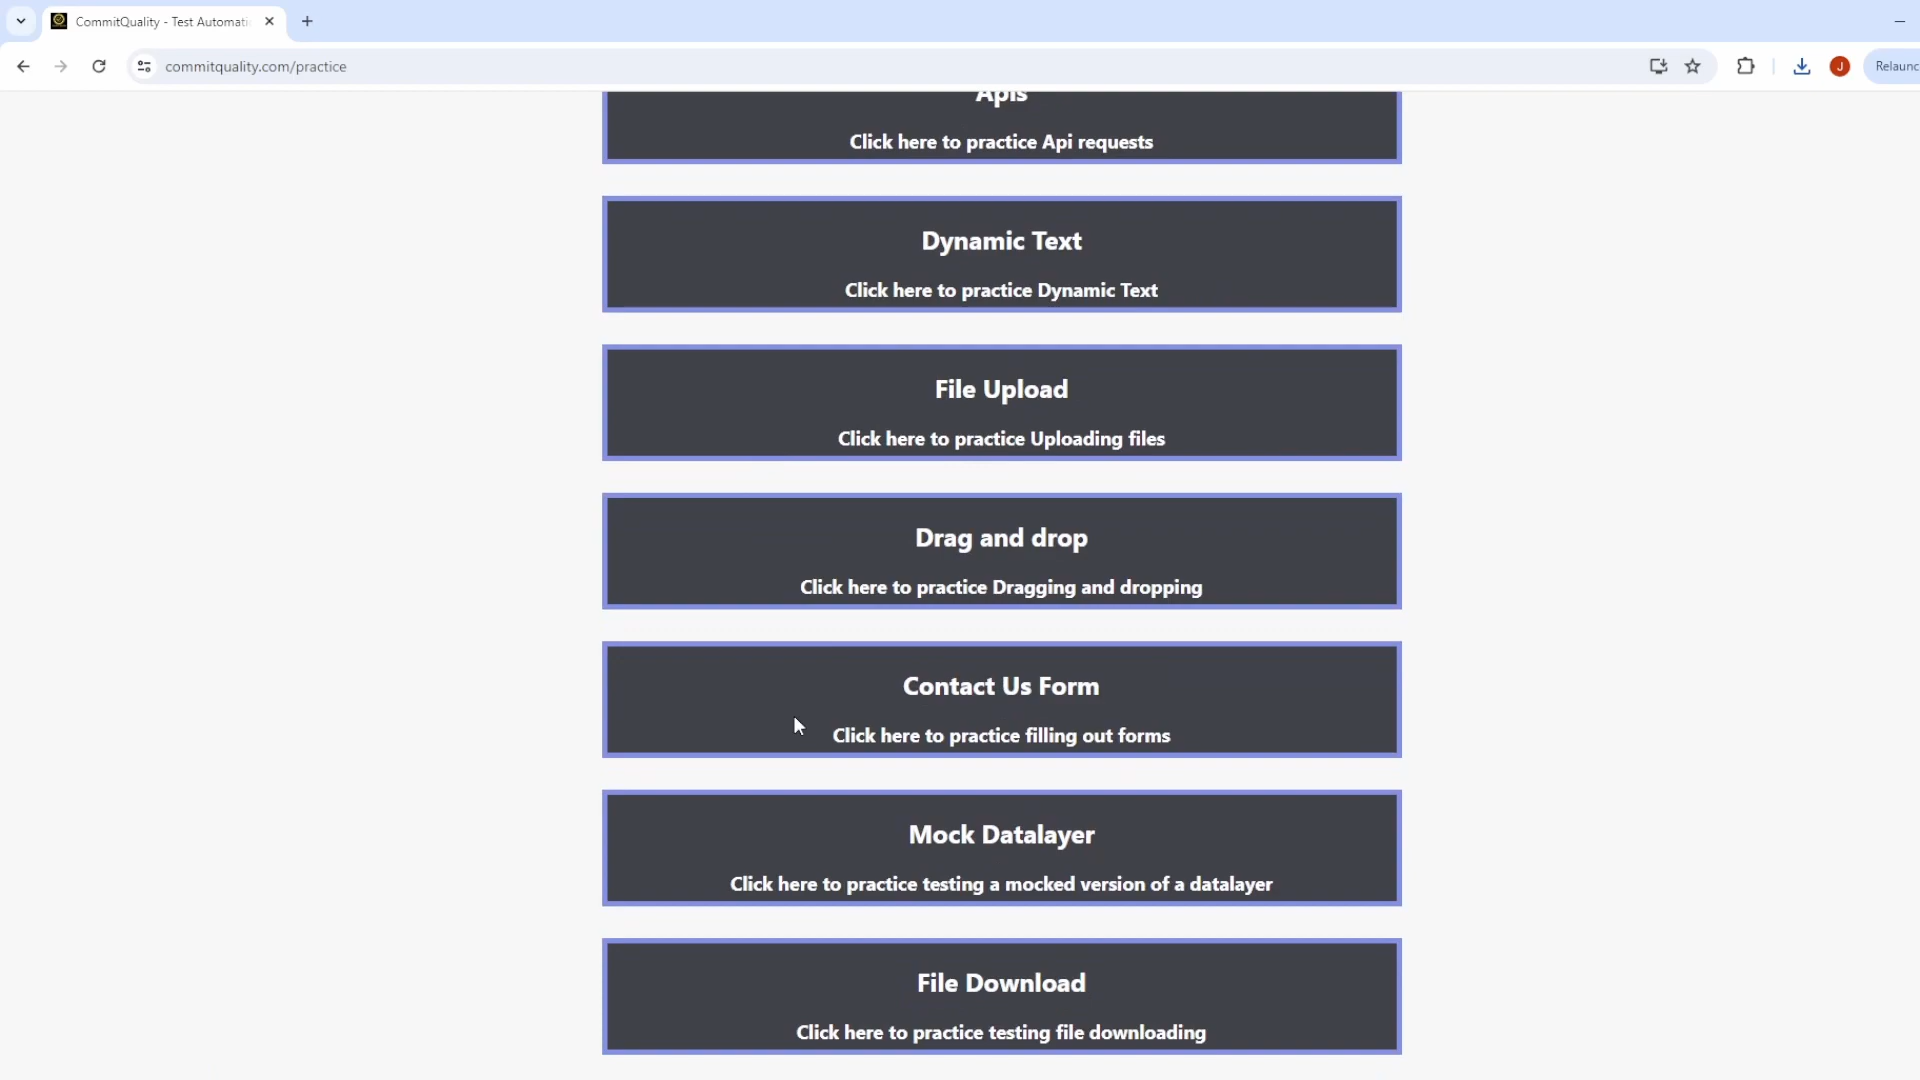 CommitQuality - Test Automati
commitquality.com/practice
J
Relaunc
Apis
Click here to practice Api requests
Dynamic Text
Click here to practice Dynamic Text
File Upload
Click here to practice Uploading files
Drag and drop
Click here to practice Dragging and dropping
Contact Us Form
Click here to practice filling out forms
Mock Datalayer
Click here to practice testing a mocked version of a datalayer
File Download
Click here to practice testing file downloading